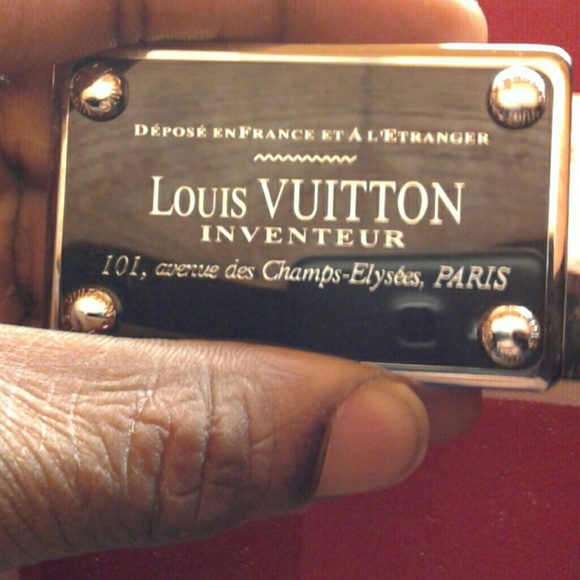 DÉPOSÉ EN FRANCE ET À L'ETRANGER
LOUIS VUITTON
INVENTEUR
101, avenue des Champs-Elysées, PARIS